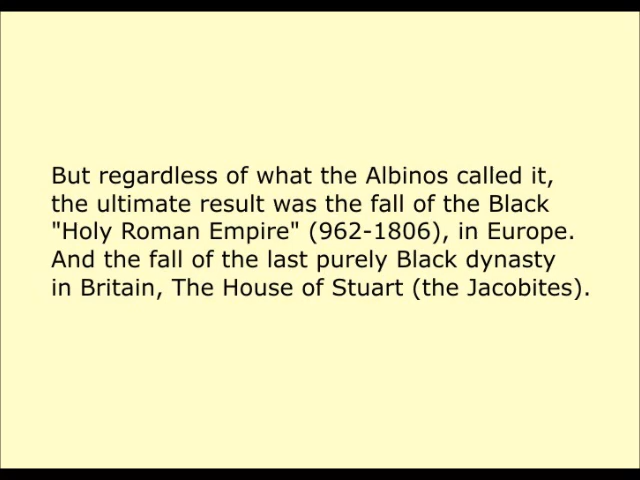 But regardless of what the Albinos called it,
the ultimate result was the fall of the Black
"Holy Roman Empire" (962-1806), in Europe.
And the fall of the last purely Black dynasty
in Britain, The House of Stuart (the Jacobites).